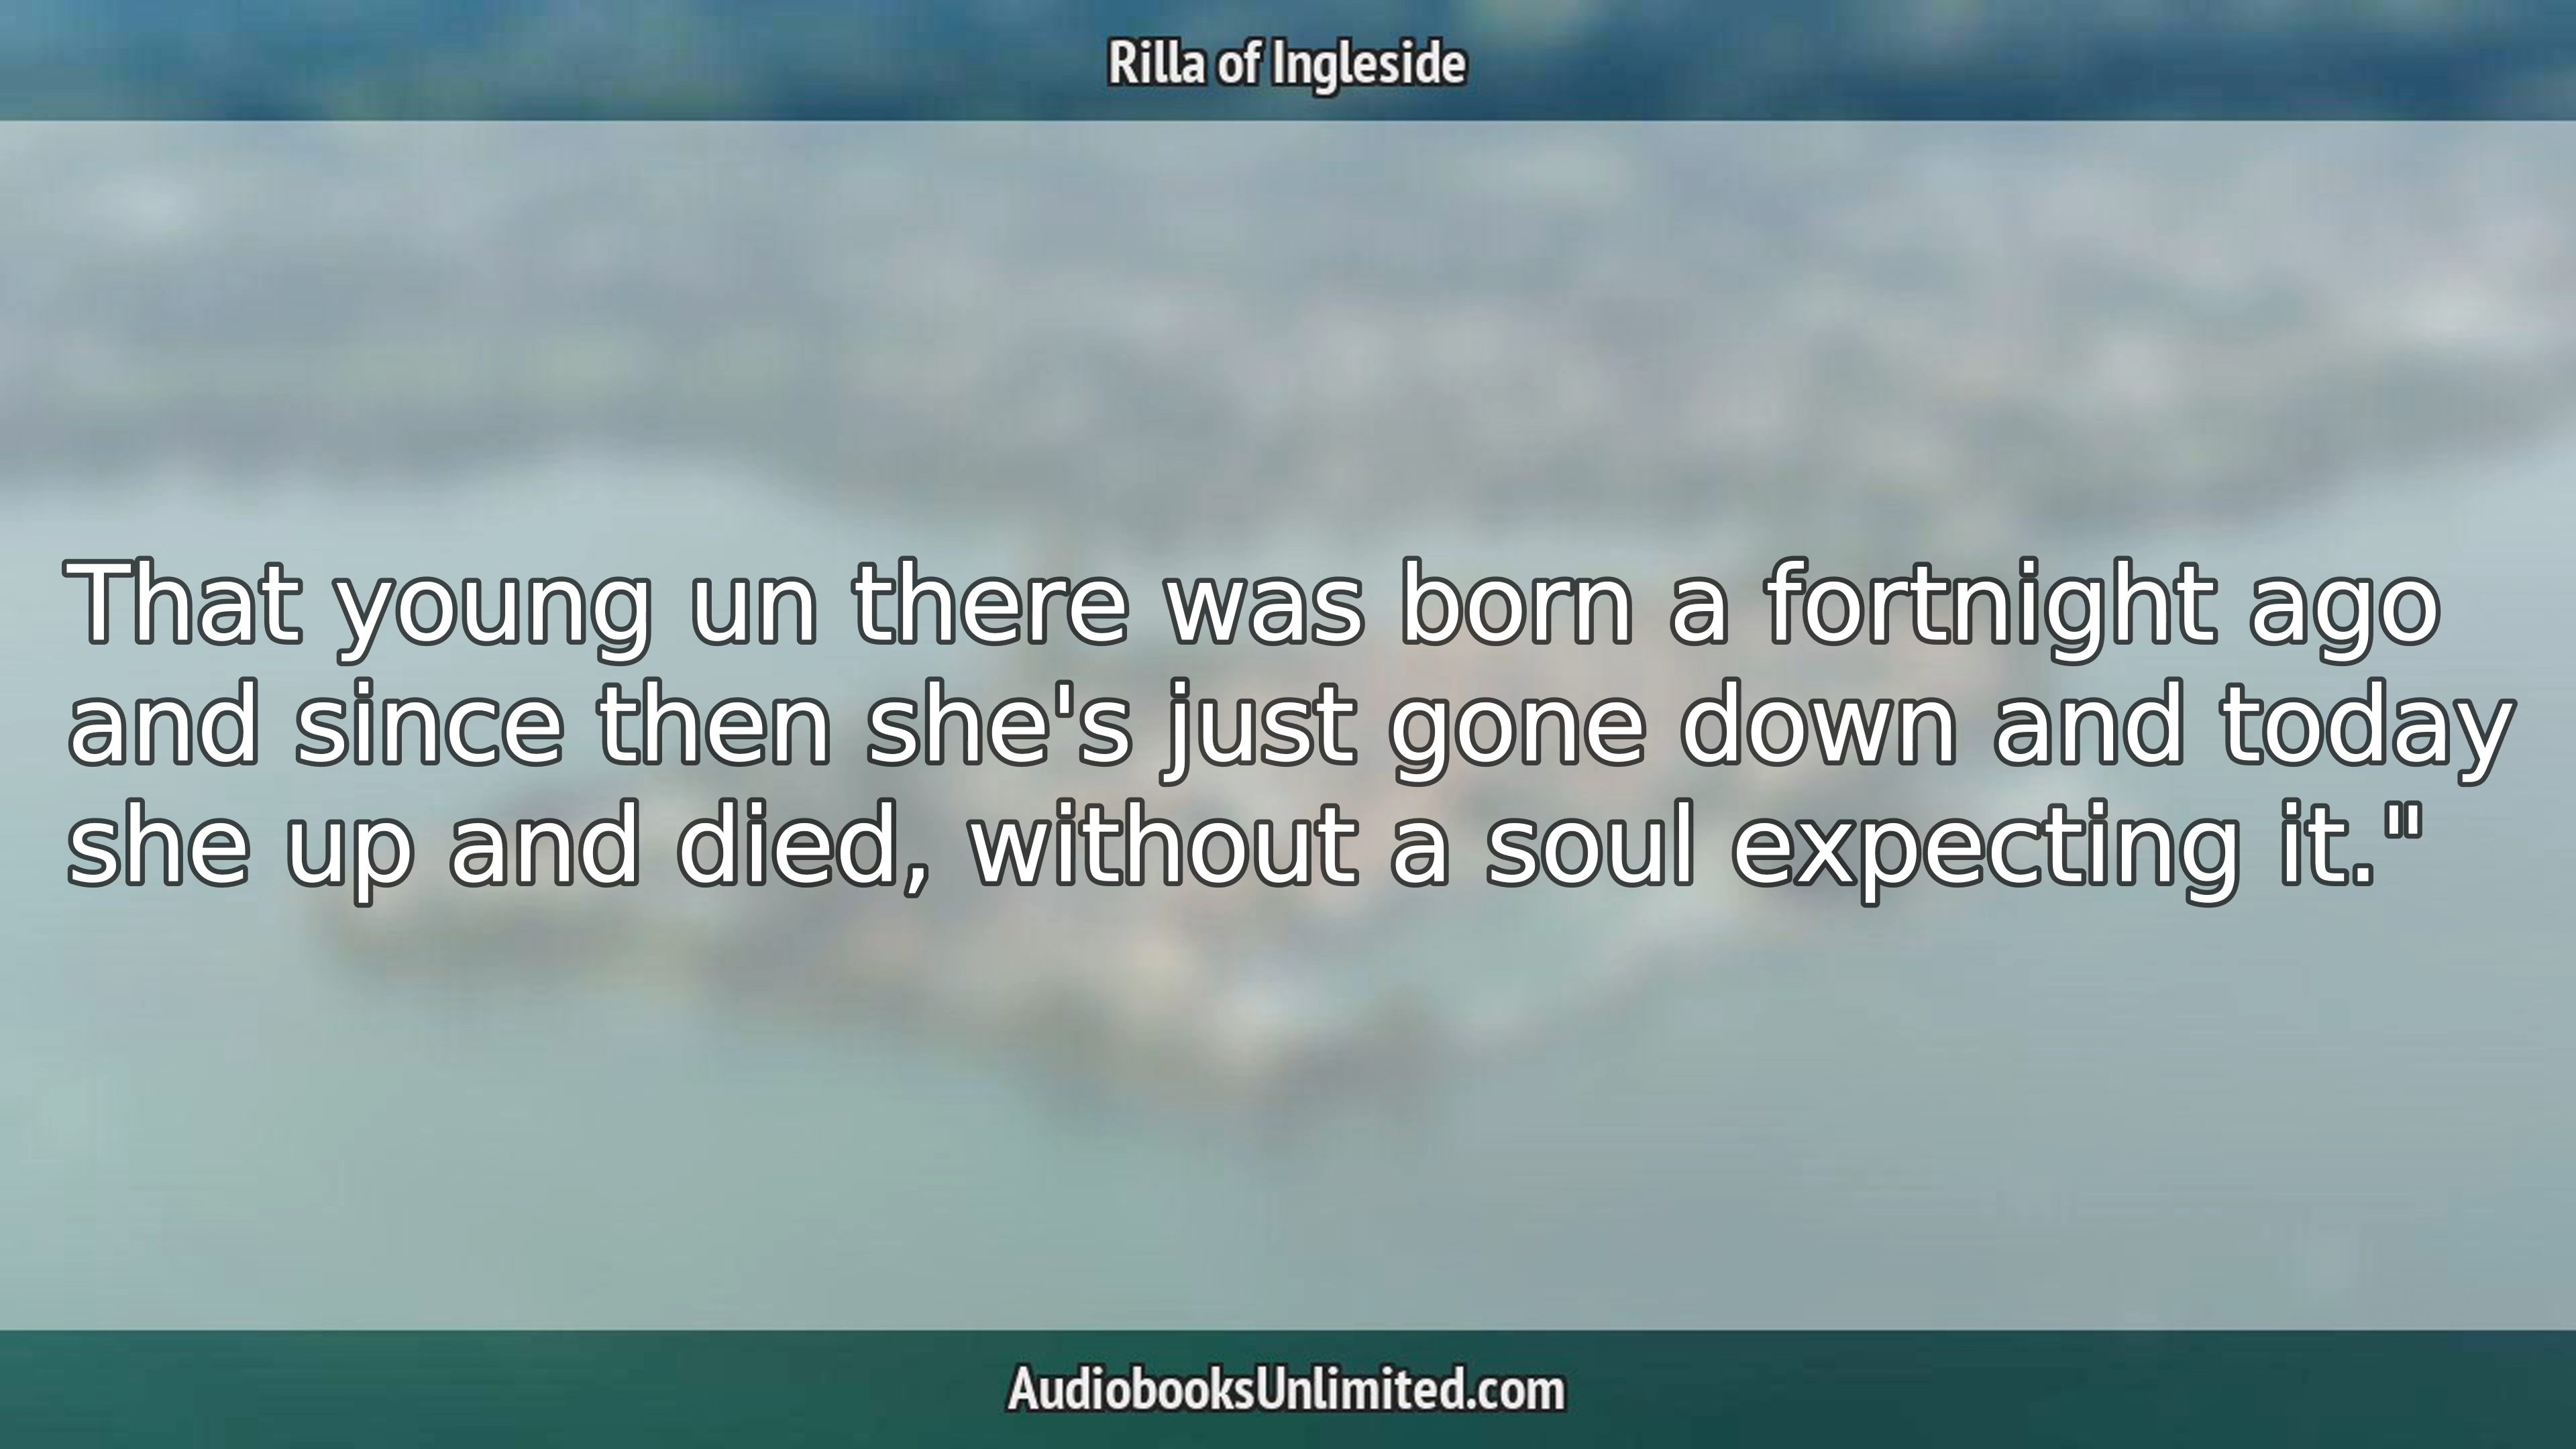 Rilla of Ingleside
That young un there was born a fortnight ago
and since then she's just gone down and today
she up and died, without a soul expecting it."
AudiobooksUnlimited.com